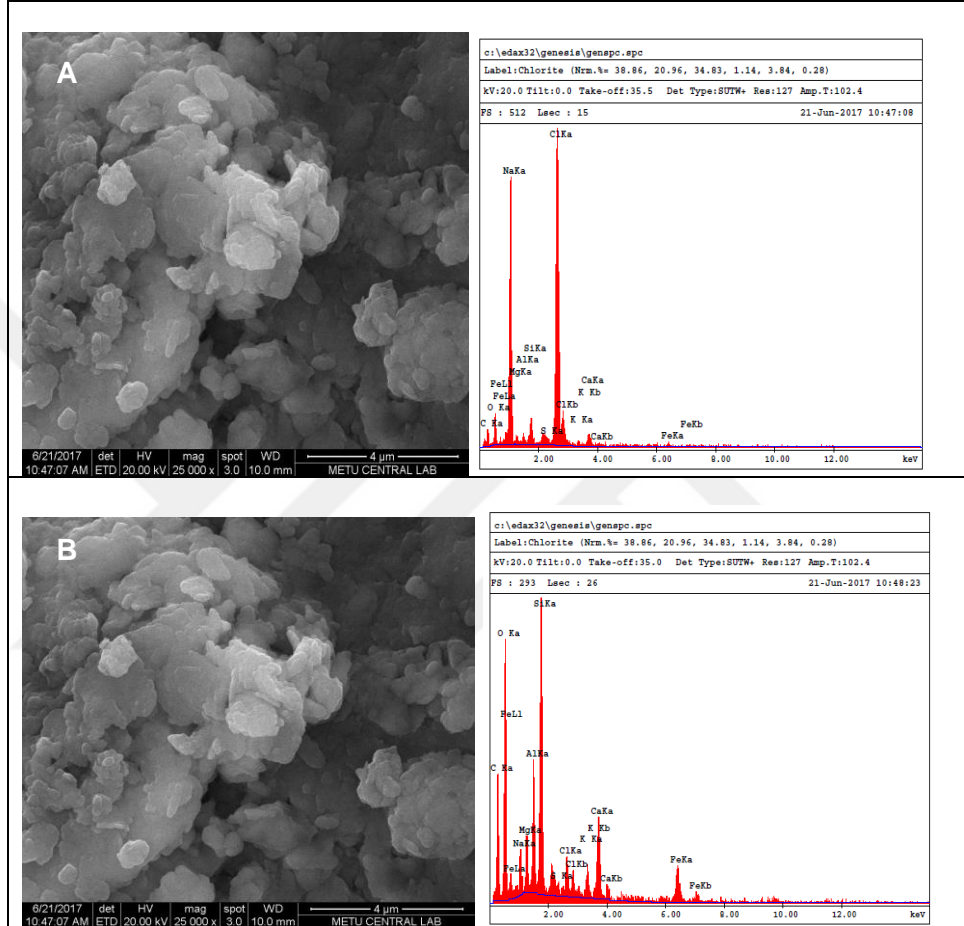 A
c:\edax32\genesis\genspc.spc
Label:Chlorite (Nrm.%= 38.86, 20.96, 34.83, 1.14, 3.84, 0.28)
kV:20.0 Tilt:0.0 Take-off:35.5 Det Type:SUTW+ Res:127 Amp.T:102.4
FS : 512 Lsec : 15 21-Jun-2017 10:47:08
ClKa
NaKa
SiKa
AlKa
MgKa
CaKa
FeLl
K Kb
FeLa
ClKb
O Ka
K Ka
FeKb
C Ka
S Ka
CaKb
FeKa
2.00 4.00 6.00 8.00 10.00 12.00 keV
6/21/2017 det HV mag spot WD 4 µm
10:47:07 AM ETD 20.00 kV 25 000 x 3.0 10.0 mm METU CENTRAL LAB
B
c:\edax32\genesis\genspc.spc
Label:Chlorite (Nrm.%= 38.86, 20.96, 34.83, 1.14, 3.84, 0.28)
kV:20.0 Tilt:0.0 Take-off:35.0 Det Type:SUTW+ Res:127 Amp.T:102.4
FS : 293 Lsec : 26 21-Jun-2017 10:48:23
SiKa
O Ka
FeLl
AlKa
C Ka
CaKa
MgKa
K Kb
K Ka
NaKa
ClKa
FeKa
ClKb
FeLa
S Ka
CaKb
FeKb
2.00 4.00 6.00 8.00 10.00 12.00 keV
6/21/2017 det HV mag spot WD 4 µm
10:47:07 AM ETD 20.00 kV 25 000 x 3.0 10.0 mm METU CENTRAL LAB